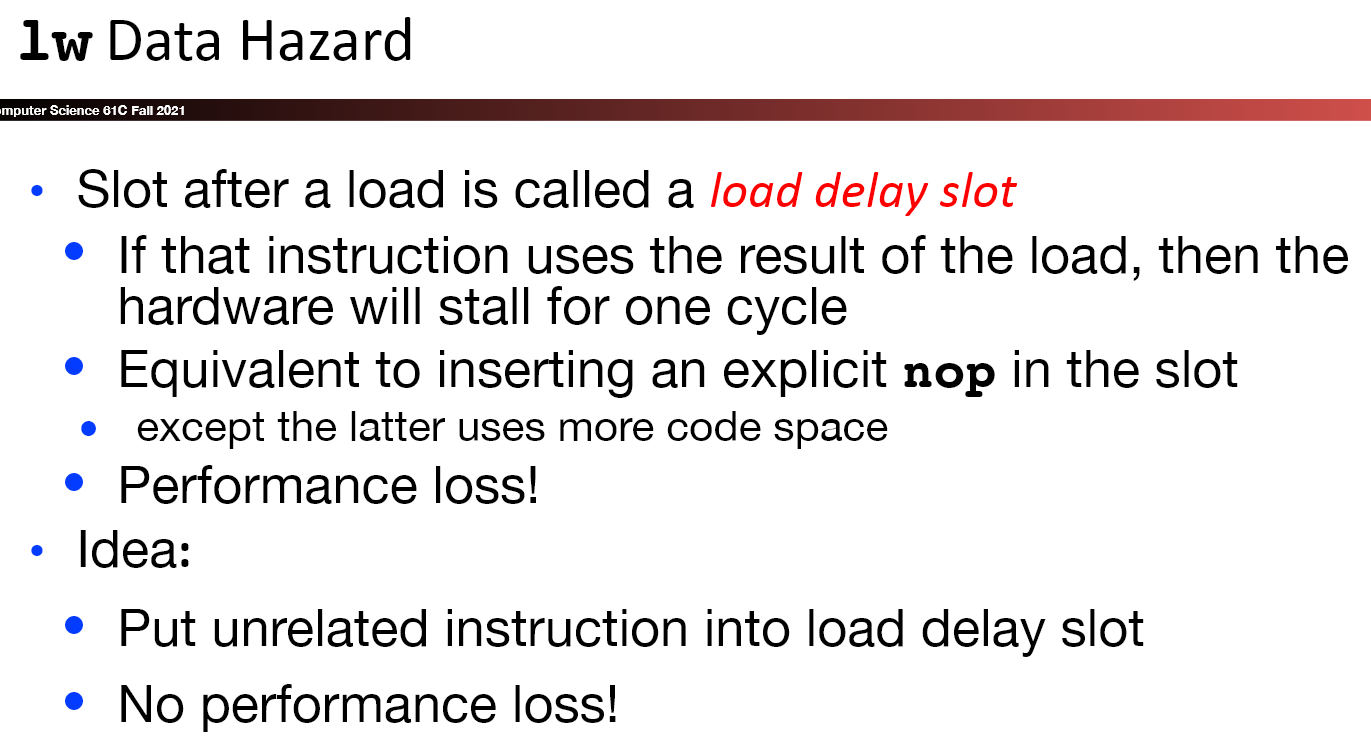 lw Data Hazard
omputer Science 61C Fall 2021
• Slot after a load is called a load delay slot
• If that instruction uses the result of the load, then the
hardware will stall for one cycle
• Equivalent to inserting an explicit nop in the slot
• except the latter uses more code space
• Performance loss!
• Idea:
• Put unrelated instruction into load delay slot
• No performance loss!